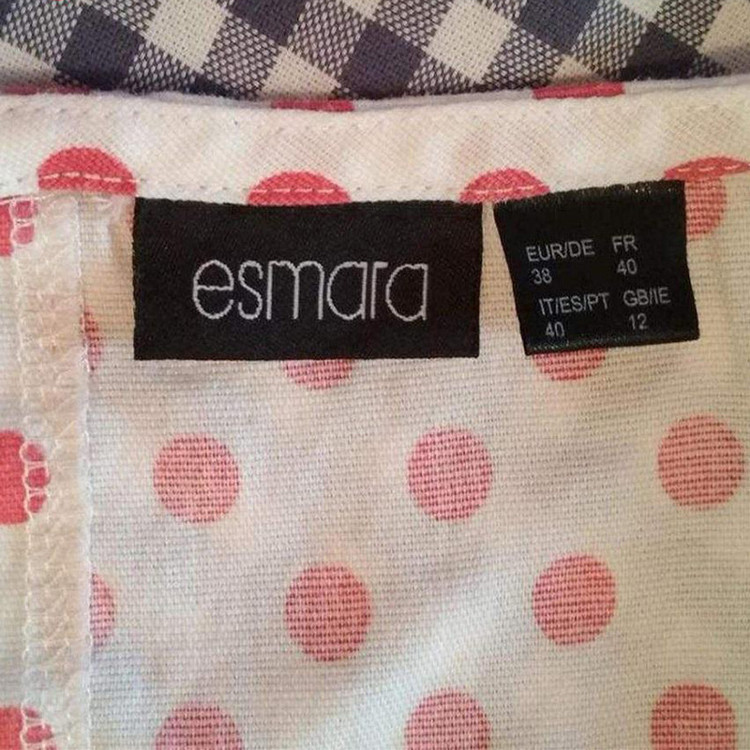 esmara
EUR/DE FR
38 40
IT/ES/PT GB/IE
40 12